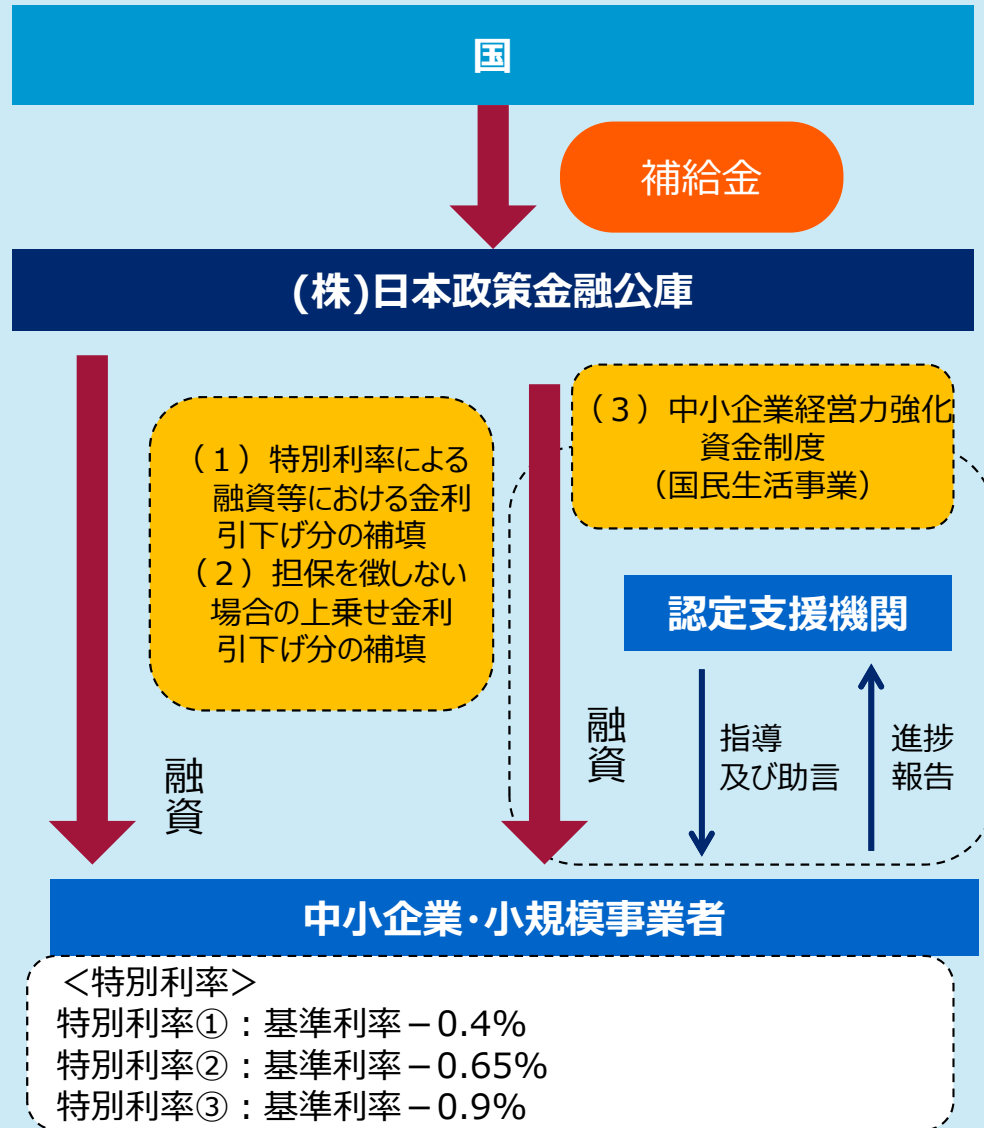 国
補給金
(株)日本政策金融公庫
（１）特別利率による
融資等における金利
引下げ分の補填
（２）担保を徴しない
場合の上乗せ金利
引下げ分の補填
（３）中小企業経営力強化
資金制度
（国民生活事業）
認定支援機関
融資
融資
指導
及び助言
進捗
報告
中小企業・小規模事業者
＜特別利率＞
特別利率①：基準利率－0.4%
特別利率②：基準利率－0.65%
特別利率③：基準利率－0.9%